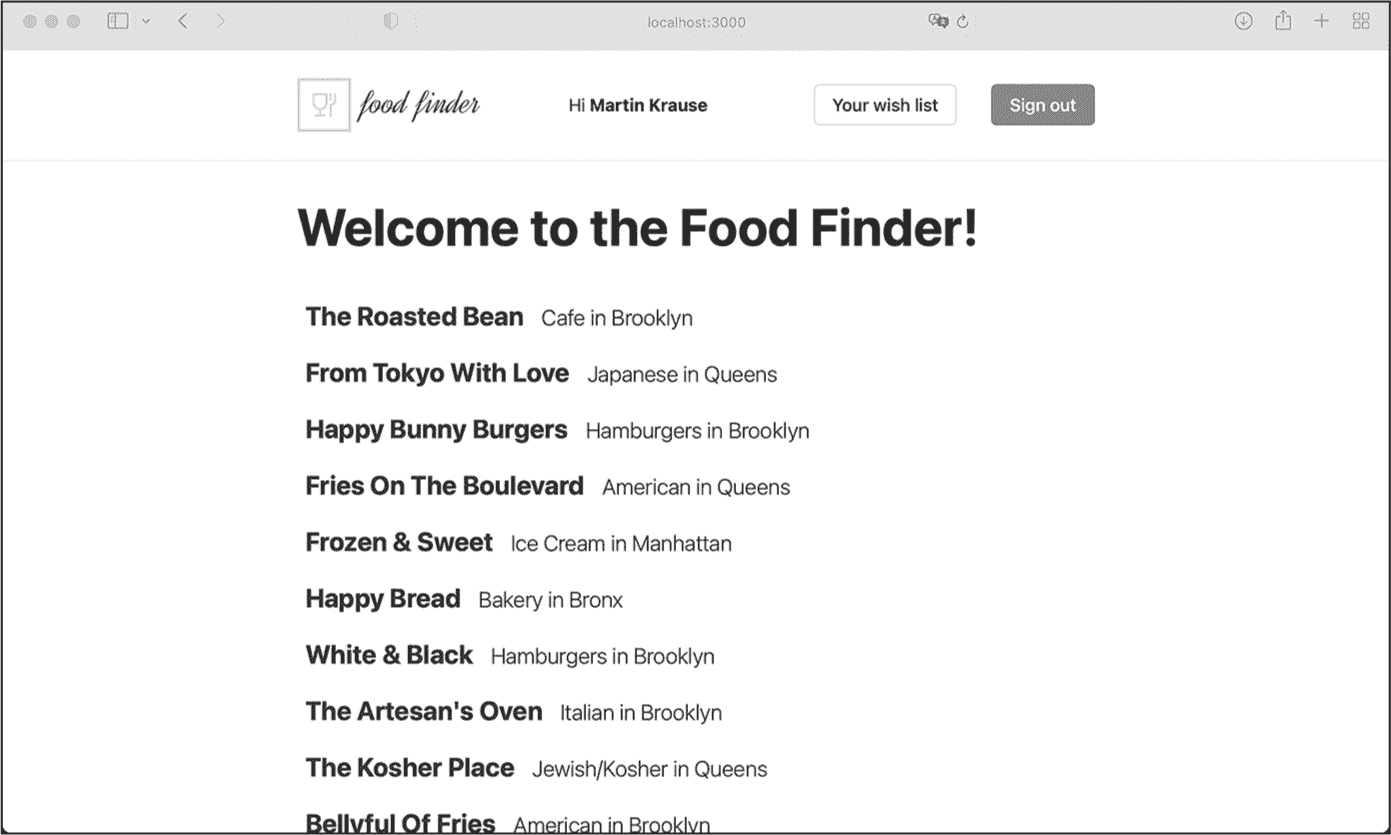 localhost:3000
food finder
Hi Martin Krause
Your wish list
Sign out
Welcome to the Food Finder!
The Roasted Bean Cafe in Brooklyn
From Tokyo With Love Japanese in Queens
Happy Bunny Burgers Hamburgers in Brooklyn
Fries On The Boulevard American in Queens
Frozen & Sweet Ice Cream in Manhattan
Happy Bread Bakery in Bronx
White & Black Hamburgers in Brooklyn
The Artesan's Oven Italian in Brooklyn
The Kosher Place Jewish/Kosher in Queens
Bellyful Of Fries American in Brooklyn